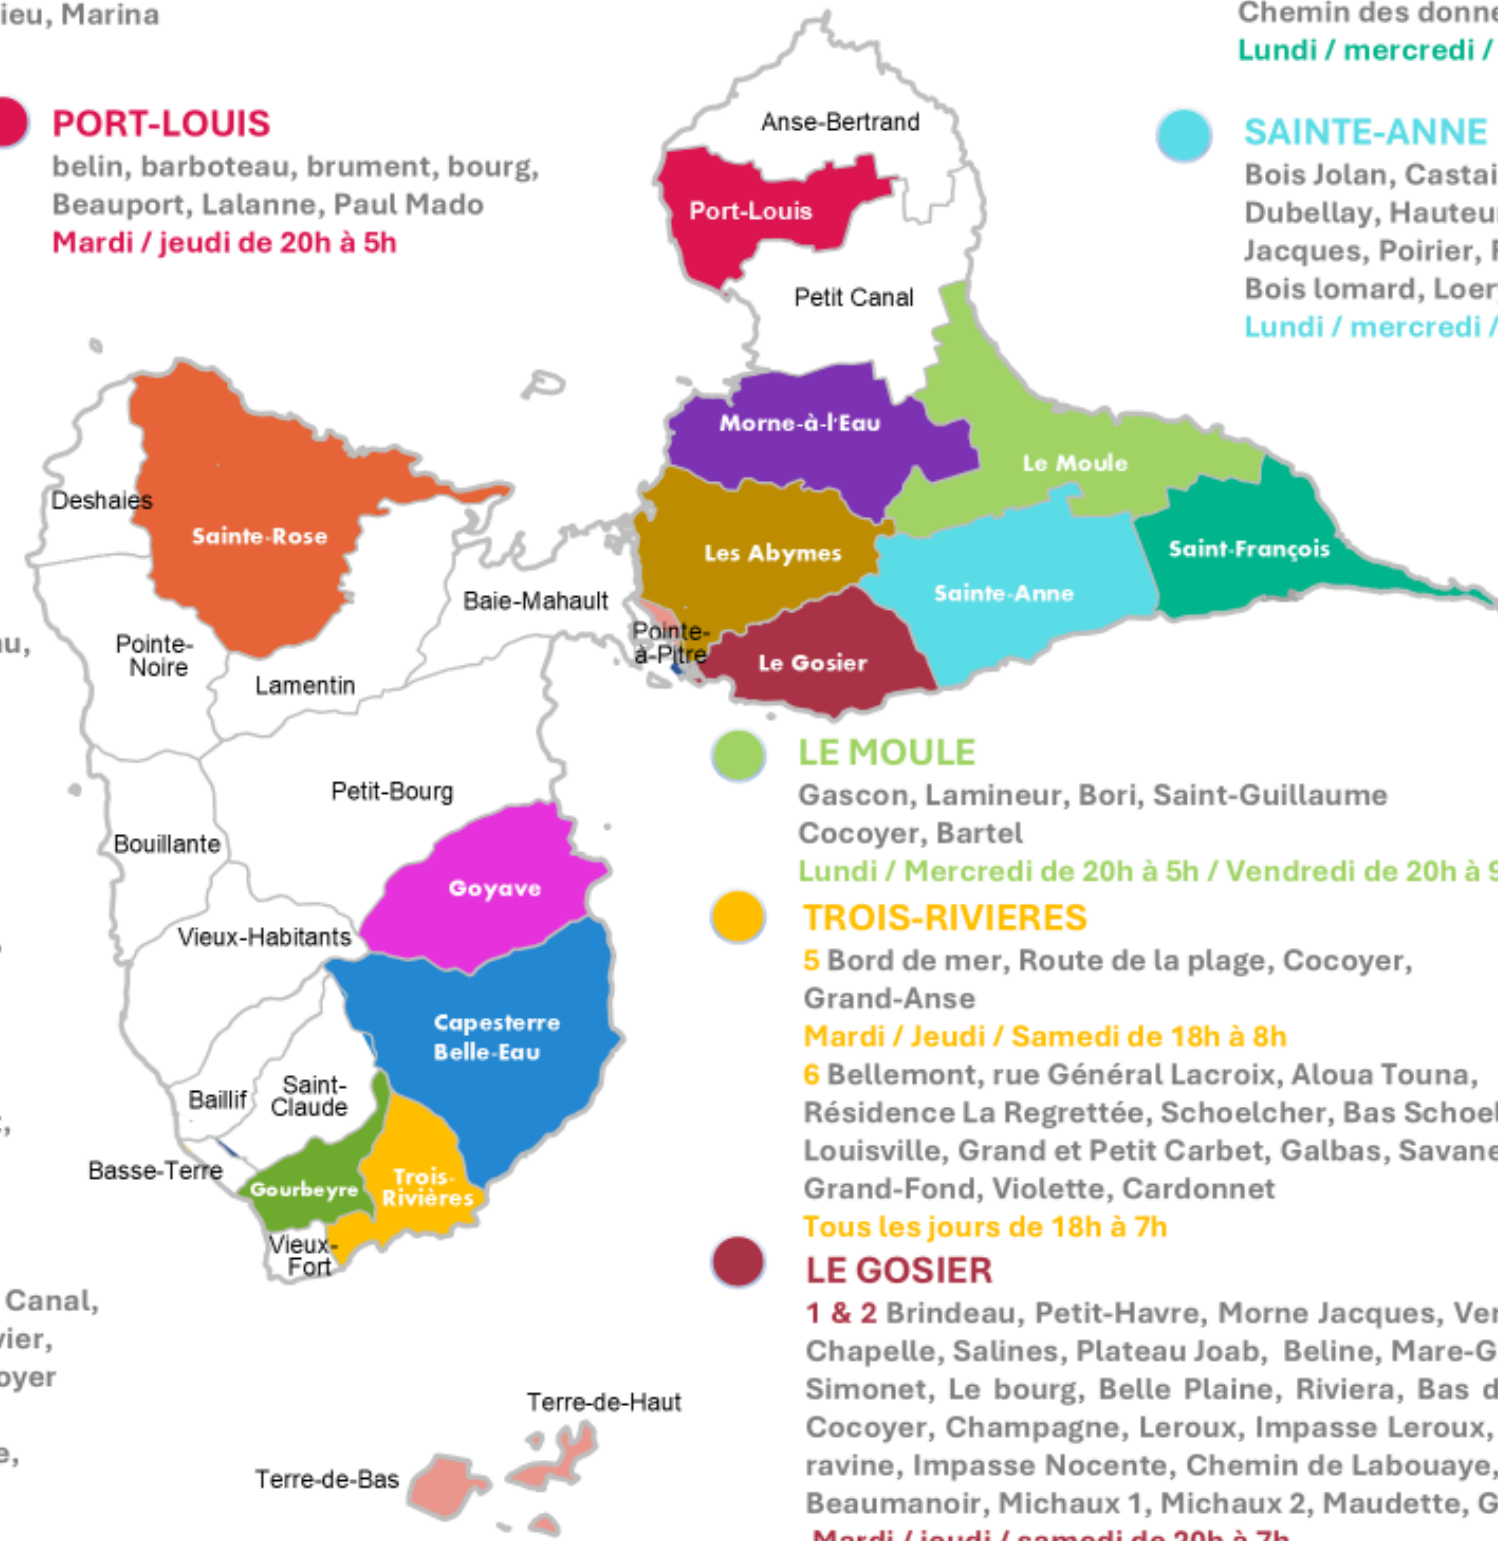 ieu, Marina
PORT-LOUIS
belin, barboteau, brument, bourg,
Beauport, Lalanne, Paul Mado
Mardi / jeudi de 20h à 5h
Chemin des donne
Lundi / mercredi /
SAINTE-ANNE
Bois Jolan, Castai
Dubellay, Hauteu
Jacques, Poirier,
Bois lomard, Loer
Lundi / mercredi /
Anse-Bertrand
Port-Louis
Petit Canal
Morne-à-l'Eau
Le Moule
Deshaies
Sainte-Rose
Les Abymes
Saint-François
Sainte-Anne
Baie-Mahault
Pointe-
à-Pitre
Le Gosier
Pointe-
Noire
Lamentin
Petit-Bourg
Bouillante
Goyave
Vieux-Habitants
Capesterre
Belle-Eau
Baillif
Saint-
Claude
Basse-Terre
Gourbeyre
Trois-
Rivières
Vieux-
Fort
Terre-de-Haut
Terre-de-Bas
u,
,
,
Canal,
vier,
oyer
e,
LE MOULE
Gascon, Lamineur, Bori, Saint-Guillaume
Cocoyer, Bartel
Lundi / Mercredi de 20h à 5h / Vendredi de 20h à 9
TROIS-RIVIERES
5 Bord de mer, Route de la plage, Cocoyer,
Grand-Anse
Mardi / Jeudi / Samedi de 18h à 8h
6 Bellemont, rue Général Lacroix, Aloua Touna,
Résidence La Regrettée, Schoelcher, Bas Schoel
Louisville, Grand et Petit Carbet, Galbas, Savane
Grand-Fond, Violette, Cardonnet
Tous les jours de 18h à 7h
LE GOSIER
1 & 2 Brindeau, Petit-Havre, Morne Jacques, Ver
Chapelle, Salines, Plateau Joab, Beline, Mare-G
Simonet, Le bourg, Belle Plaine, Riviera, Bas d
Cocoyer, Champagne, Leroux, Impasse Leroux,
ravine, Impasse Nocente, Chemin de Labouaye,
Beaumanoir, Michaux 1, Michaux 2, Maudette, G
Mardi / jeudi / samedi de 20h à 7h